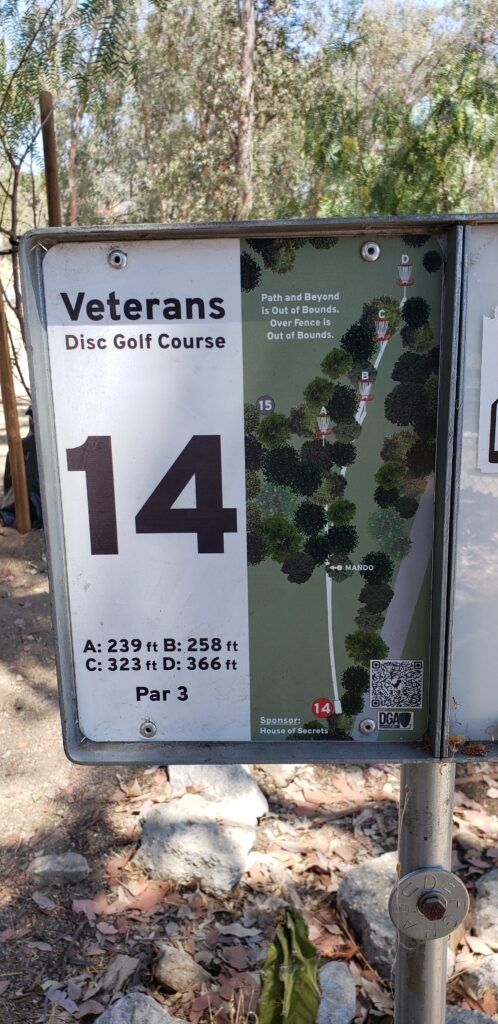 Veterans
Disc Golf Course
14
A: 239 ft B: 258 ft
C: 323 ft D: 366 ft
Par 3
Path and Beyond
is Out of Bounds.
Over Fence is
Out of Bounds.
D
C
B
A
15
MANDO
14
Sponsor:
House of Secrets
DGA